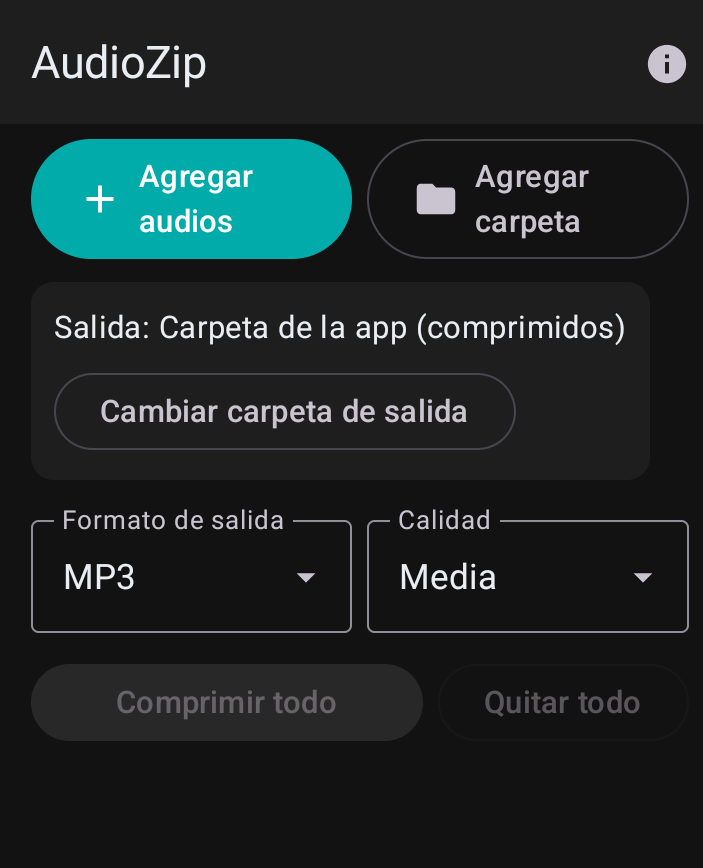 AudioZip
Agregar
audios
Agregar
carpeta
Salida: Carpeta de la app (comprimidos)
Cambiar carpeta de salida
Formato de salida
MP3
Calidad
Media
Comprimir todo
Quitar todo